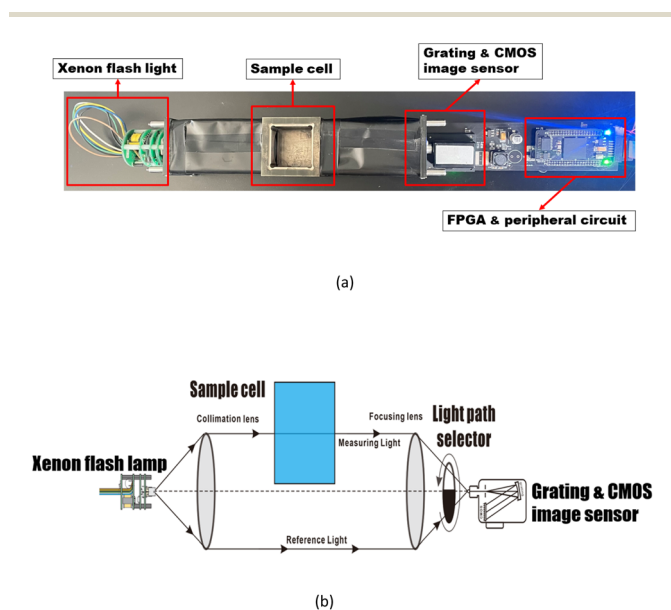 Xenon flash light
Sample cell
Grating & CMOS
image sensor
FPGA & peripheral circuit
(a)
Sample cell
Collimation lens
Focusing lens
Measuring Light
Light path
selector
Xenon flash lamp
Grating & CMOS
image sensor
Reference Light
(b)